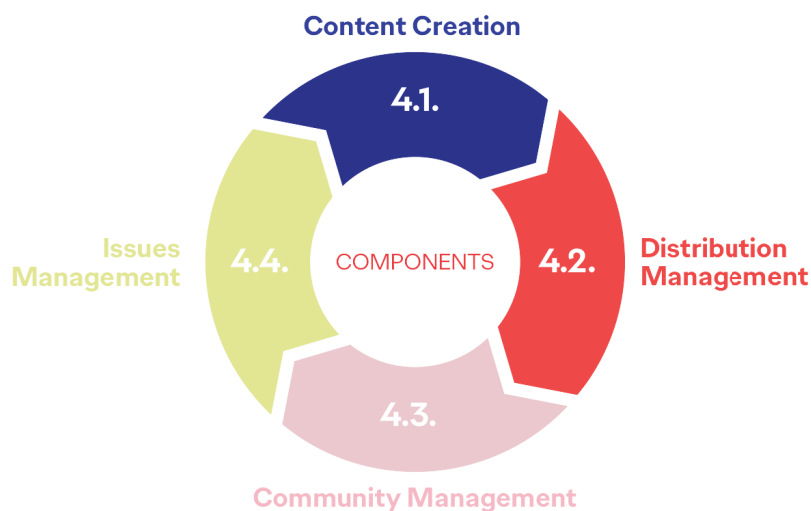 Content Creation
4.1.
Issues
Management
4.4.
COMPONENTS
4.2.
Distribution
Management
4.3.
Community Management